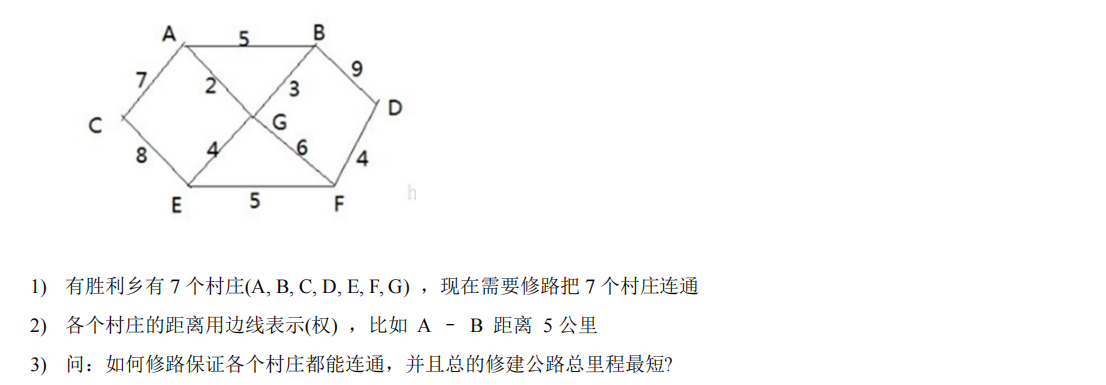 A 5 B
7 2 3 9
C G D
8 4 6 4
h
E 5 F
1) 有胜利乡有 7 个村庄(A, B, C, D, E, F, G) ，现在需要修路把 7 个村庄连通
2) 各个村庄的距离用边线表示(权) ，比如 A – B 距离 5 公里
3) 问：如何修路保证各个村庄都能连通，并且总的修建公路总里程最短?